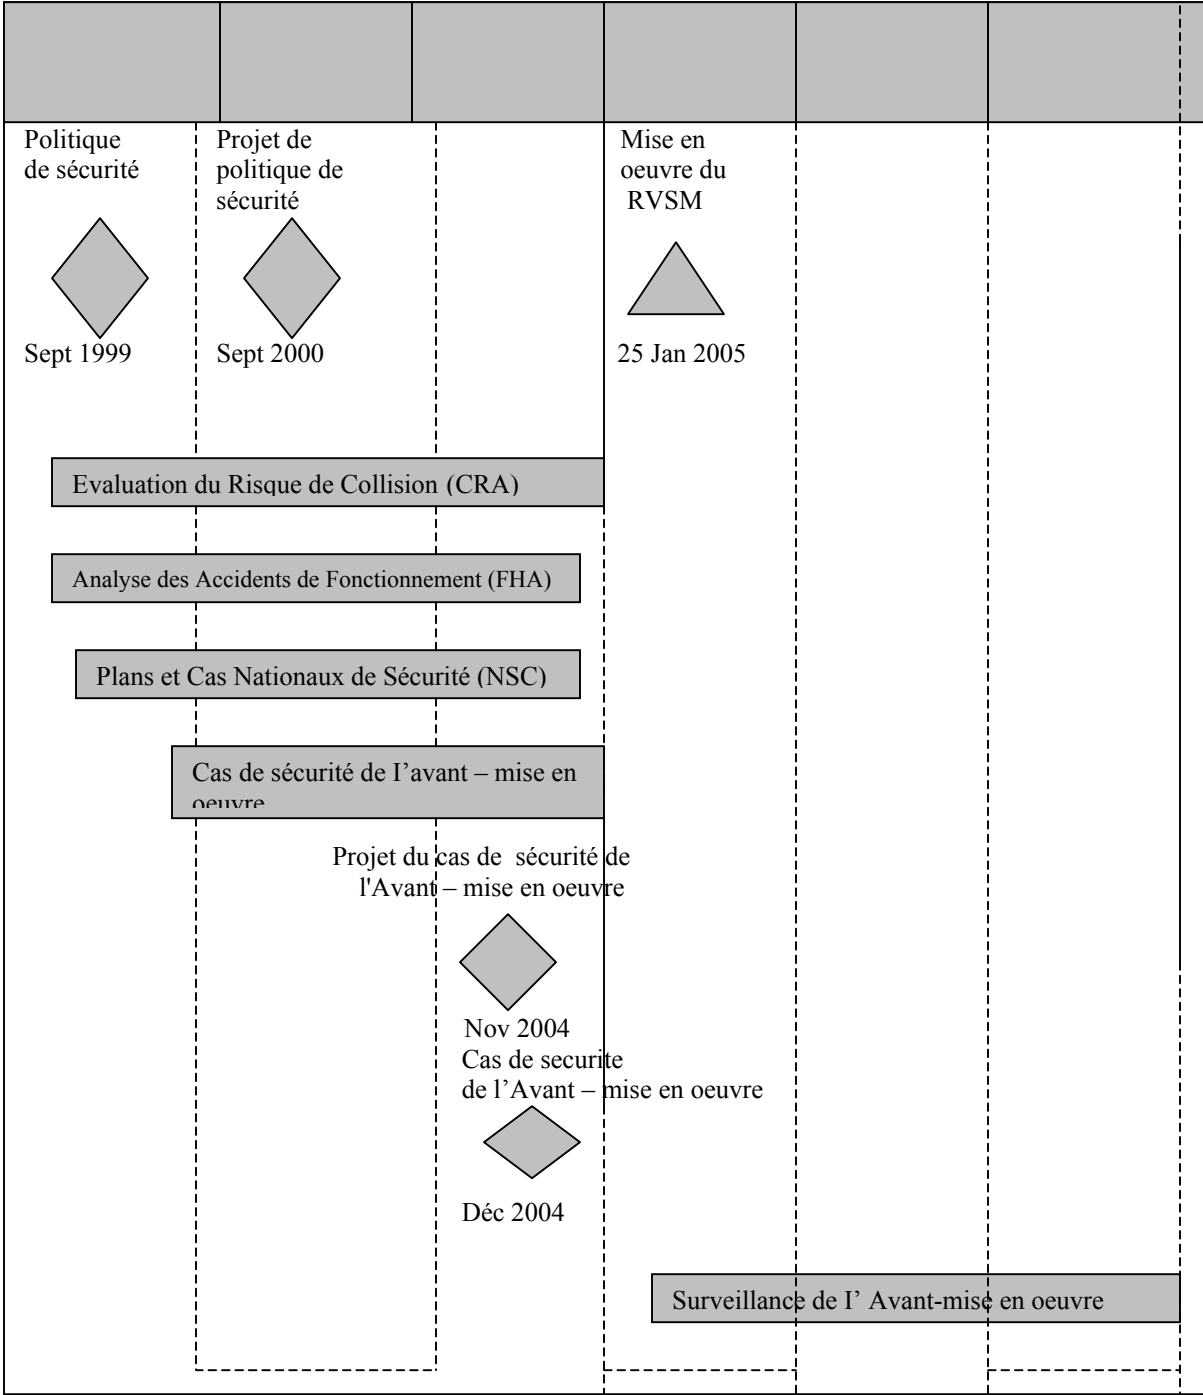 Politique
de sécurité
Projet de
politique de
sécurité
Mise en
oeuvre du
RVSM
Sept 1999
Sept 2000
25 Jan 2005
Evaluation du Risque de Collision (CRA)
Analyse des Accidents de Fonctionnement (FHA)
Plans et Cas Nationaux de Sécurité (NSC)
Cas de sécurité de I’avant – mise en
oeuvre
Projet du cas de sécurité de
l'Avant – mise en oeuvre
Nov 2004
Cas de securite
de l’Avant – mise en oeuvre
Déc 2004
Surveillance de I’ Avant-mise en oeuvre